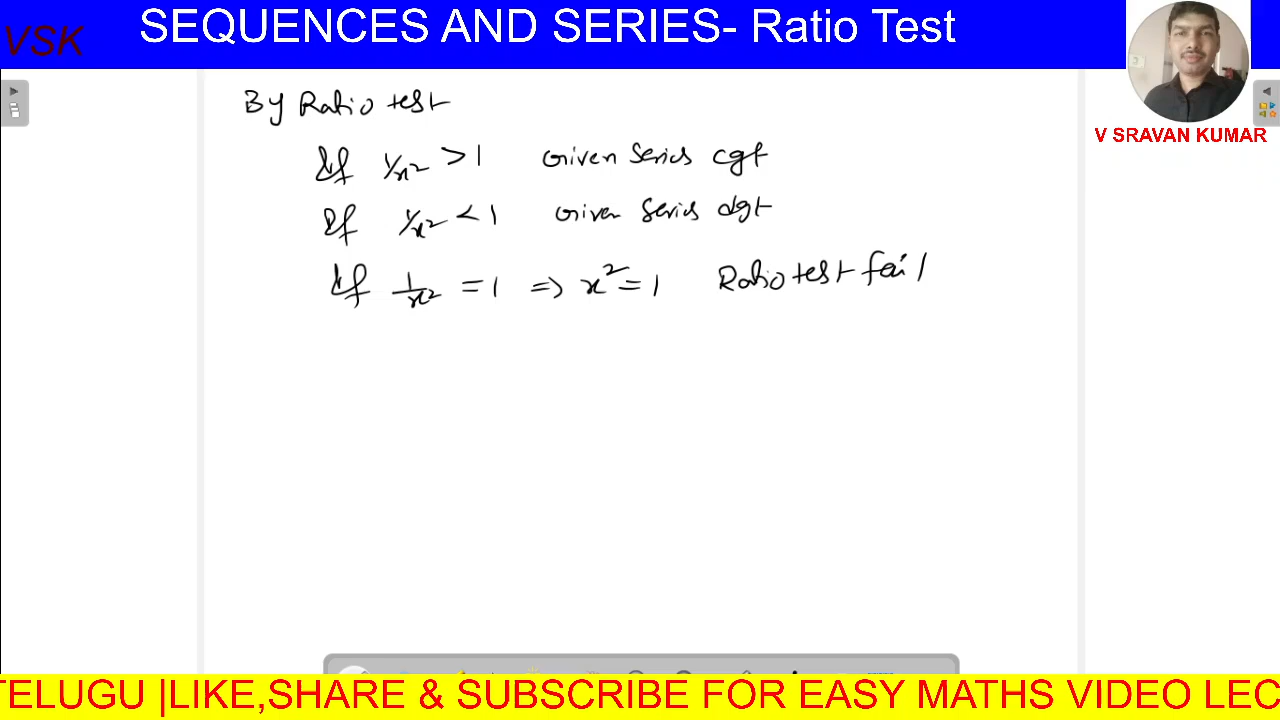 VSK
SEQUENCES AND SERIES- Ratio Test
V SRAVAN KUMAR
By Ratio test
If 1/x² > 1 Given Series cgt
If 1/x² < 1 Given Series dgt
If 1/x² = 1 ⇒ x² = 1 Ratio test fail
TELUGU |LIKE,SHARE & SUBSCRIBE FOR EASY MATHS VIDEO LEC